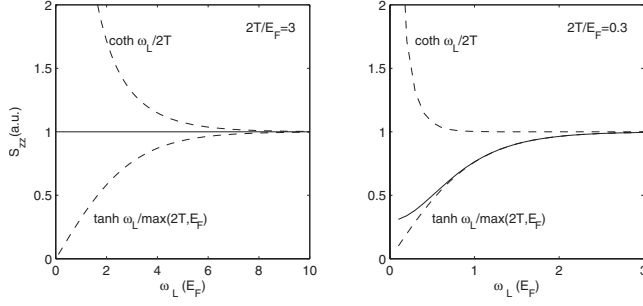 2
1.5
1
0.5
0
0 2 4 6 8 10
S_zz (a.u.)
ω_L (E_F)
coth ω_L/2T
2T/E_F=3
tanh ω_L/max(2T,E_F)
2
1.5
1
0.5
0
0 1 2 3
ω_L (E_F)
coth ω_L/2T
2T/E_F=0.3
tanh ω_L/max(2T,E_F)